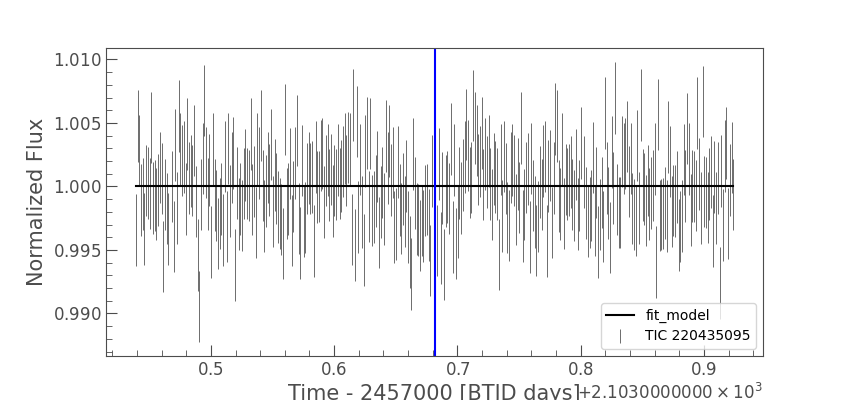 1.010
1.005
1.000
0.995
0.990
Normalized Flux
fit_model
TIC 220435095
0.5 0.6 0.7 0.8 0.9
Time - 2457000 [BTJD days]
+2.1030000000 × 10³